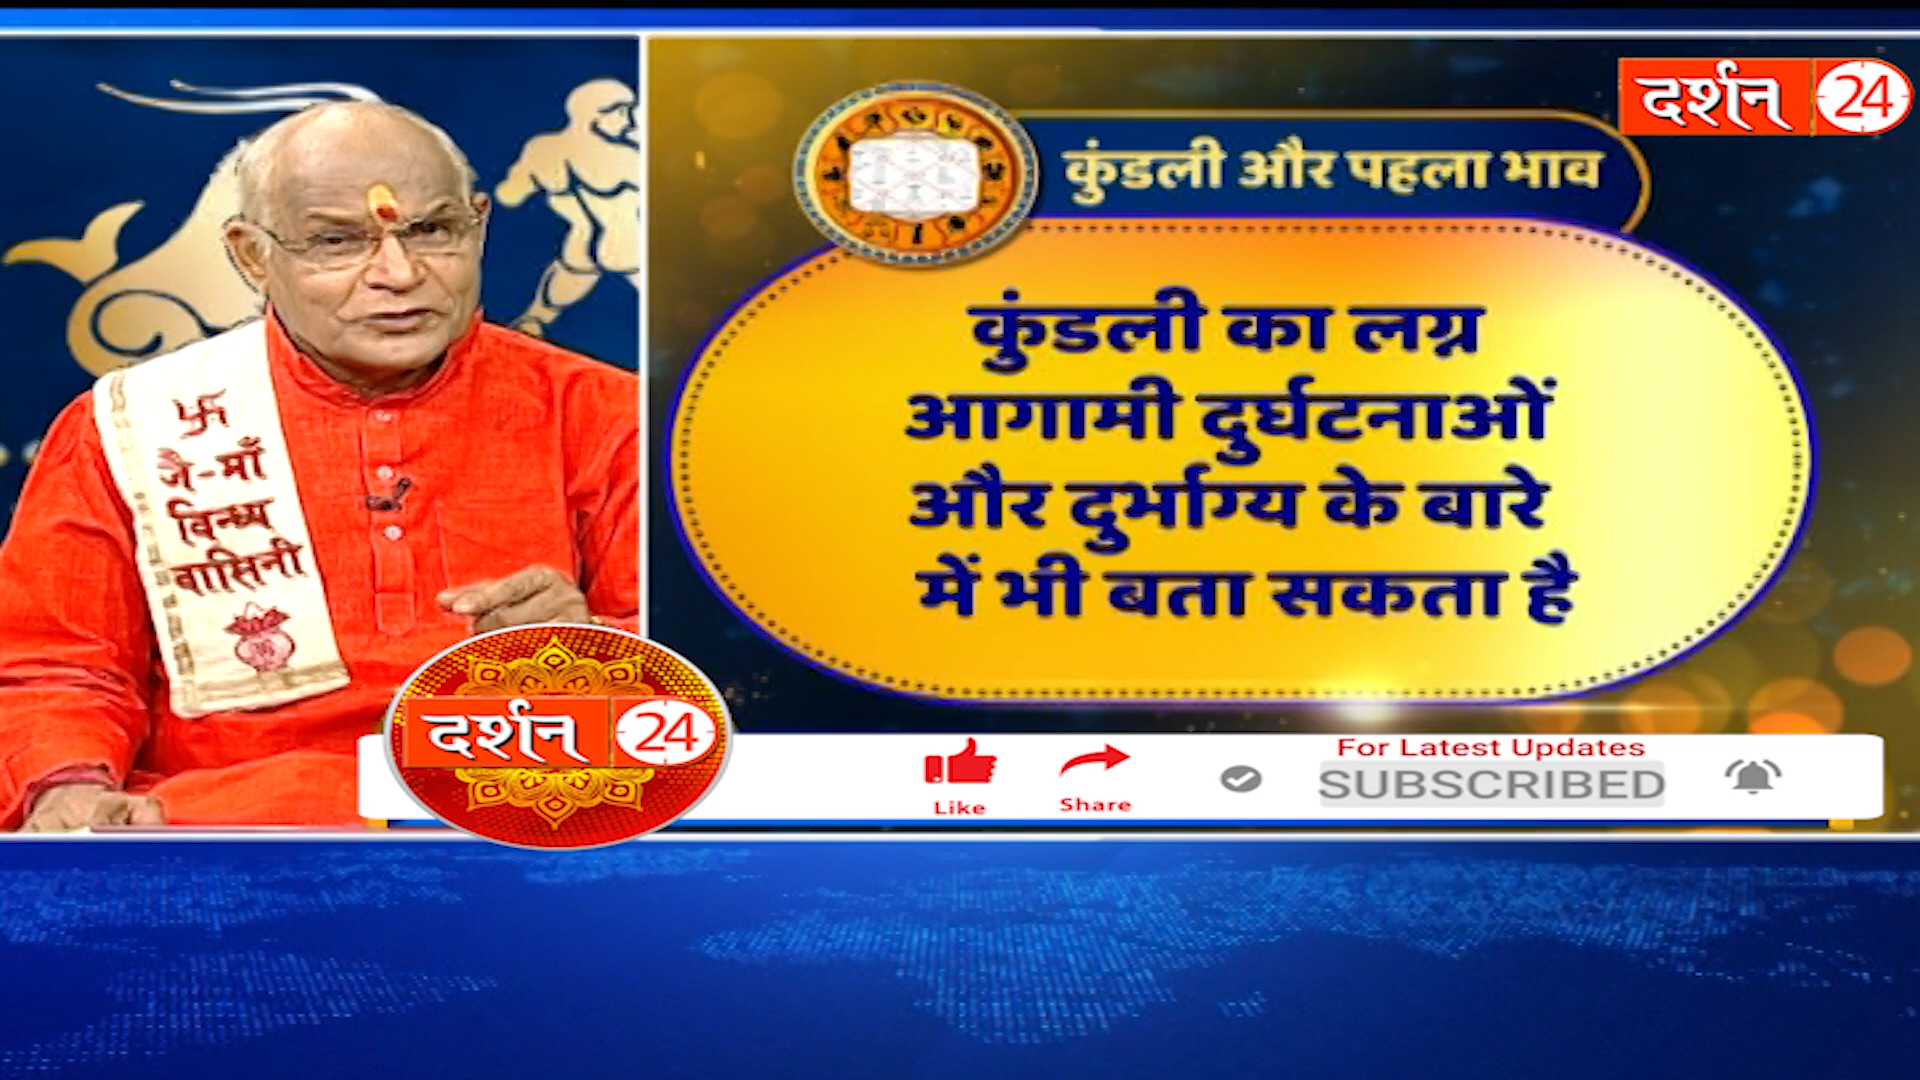 दर्शन 24
कुंडली और पहला भाव
कुंडली का लग्न
आगामी दुर्घटनाओं
और दुर्भाग्य के बारे
में भी बता सकता है
जै-माँ
विन्ध्य
वासिनी
दर्शन 24
Like
Share
For Latest Updates
SUBSCRIBED